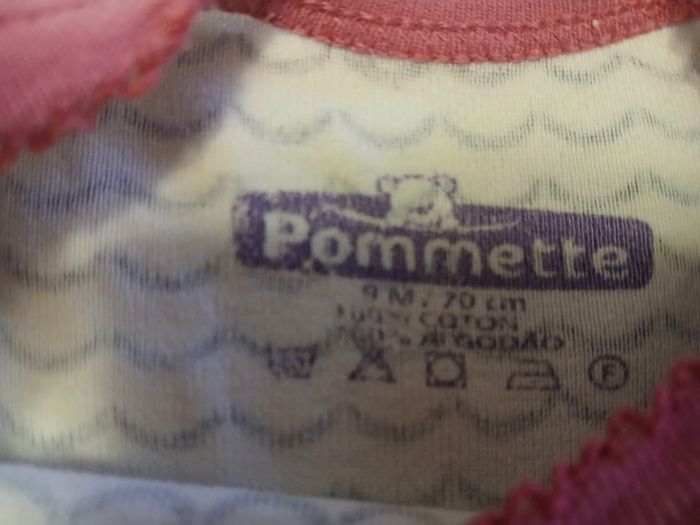 Pommette
9 M. / 70 cm
100% COTON
100% ALGODÃO
F